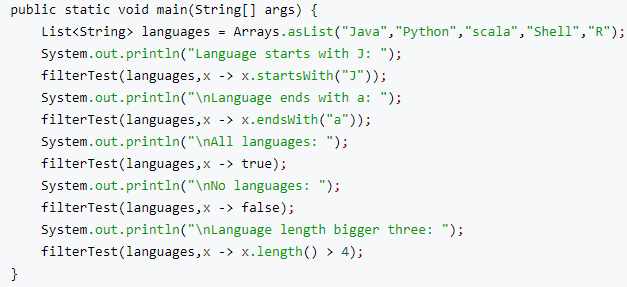 public static void main(String[] args) {
    List<String> languages = Arrays.asList("Java","Python","scala","Shell","R");
    System.out.println("Language starts with J: ");
    filterTest(languages,x -> x.startsWith("J"));
    System.out.println("\nLanguage ends with a: ");
    filterTest(languages,x -> x.endsWith("a"));
    System.out.println("\nAll languages: ");
    filterTest(languages,x -> true);
    System.out.println("\nNo languages: ");
    filterTest(languages,x -> false);
    System.out.println("\nLanguage length bigger three: ");
    filterTest(languages,x -> x.length() > 4);
}